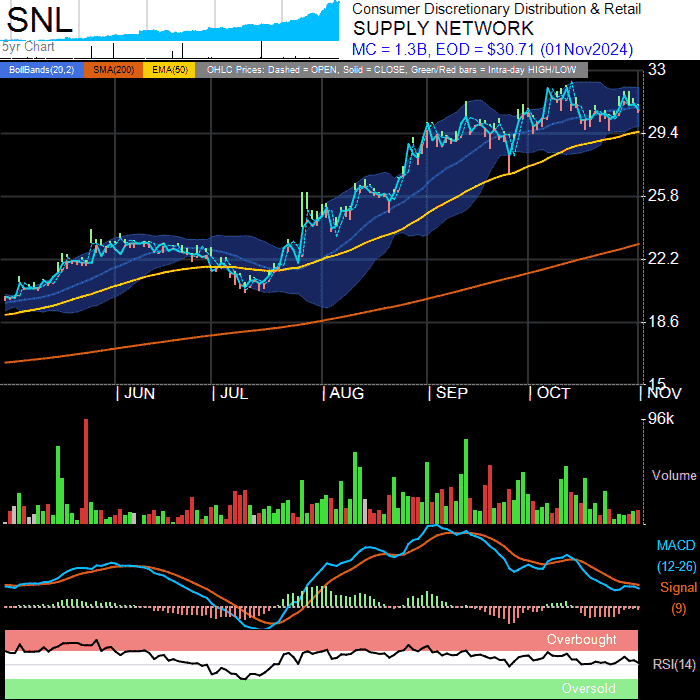 SNL
5yr Chart
Consumer Discretionary Distribution & Retail
SUPPLY NETWORK
MC = 1.3B, EOD = $30.71 (01Nov2024)
BollBands(20,2) SMA(200) EMA(50) OHLC Prices: Dashed = OPEN, Solid = CLOSE, Green/Red bars = Intra-day HIGH/LOW
33
29.4
25.8
22.2
18.6
15
| JUN | JUL | AUG | SEP | OCT | NOV
96k
Volume
MACD
(12-26)
Signal
(9)
Overbought
RSI(14)
Oversold